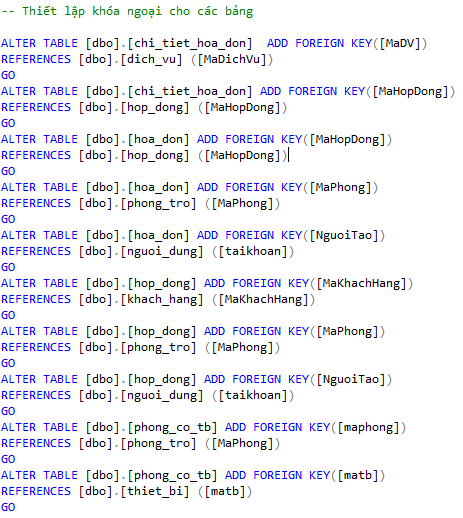 -- Thiết lập khóa ngoại cho các bảng
ALTER TABLE [dbo].[chi_tiet_hoa_don]  ADD FOREIGN KEY([MaDV])
REFERENCES [dbo].[dich_vu] ([MaDichVu])
GO
ALTER TABLE [dbo].[chi_tiet_hoa_don] ADD FOREIGN KEY([MaHopDong])
REFERENCES [dbo].[hop_dong] ([MaHopDong])
GO
ALTER TABLE [dbo].[hoa_don] ADD FOREIGN KEY([MaHopDong])
REFERENCES [dbo].[hop_dong] ([MaHopDong])
GO
ALTER TABLE [dbo].[hoa_don] ADD FOREIGN KEY([MaPhong])
REFERENCES [dbo].[phong_tro] ([MaPhong])
GO
ALTER TABLE [dbo].[hoa_don] ADD FOREIGN KEY([NguoiTao])
REFERENCES [dbo].[nguoi_dung] ([taikhoan])
GO
ALTER TABLE [dbo].[hop_dong] ADD FOREIGN KEY([MaKhachHang])
REFERENCES [dbo].[khach_hang] ([MaKhachHang])
GO
ALTER TABLE [dbo].[hop_dong] ADD FOREIGN KEY([MaPhong])
REFERENCES [dbo].[phong_tro] ([MaPhong])
GO
ALTER TABLE [dbo].[hop_dong] ADD FOREIGN KEY([NguoiTao])
REFERENCES [dbo].[nguoi_dung] ([taikhoan])
GO
ALTER TABLE [dbo].[phong_co_tb] ADD FOREIGN KEY([maphong])
REFERENCES [dbo].[phong_tro] ([MaPhong])
GO
ALTER TABLE [dbo].[phong_co_tb] ADD FOREIGN KEY([matb])
REFERENCES [dbo].[thiet_bi] ([matb])
GO